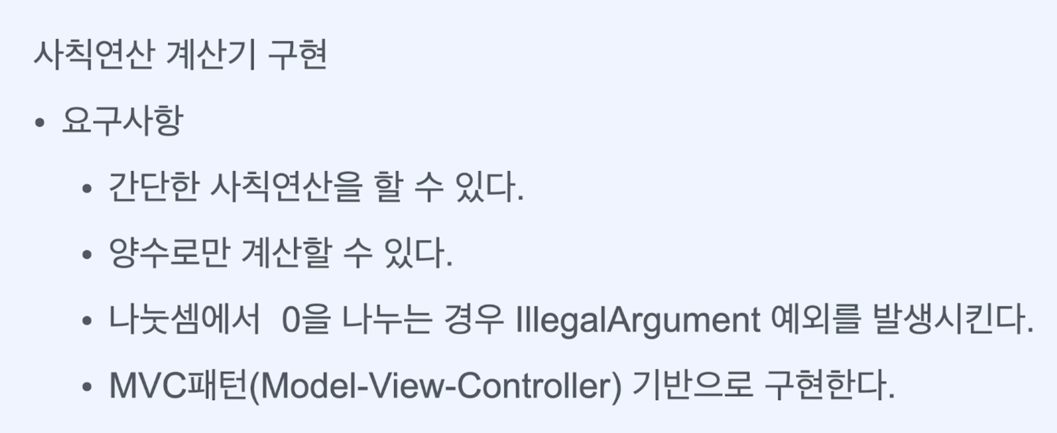 사칙연산 계산기 구현
• 요구사항
• 간단한 사칙연산을 할 수 있다.
• 양수로만 계산할 수 있다.
• 나눗셈에서 0을 나누는 경우 IllegalArgument 예외를 발생시킨다.
• MVC패턴(Model-View-Controller) 기반으로 구현한다.